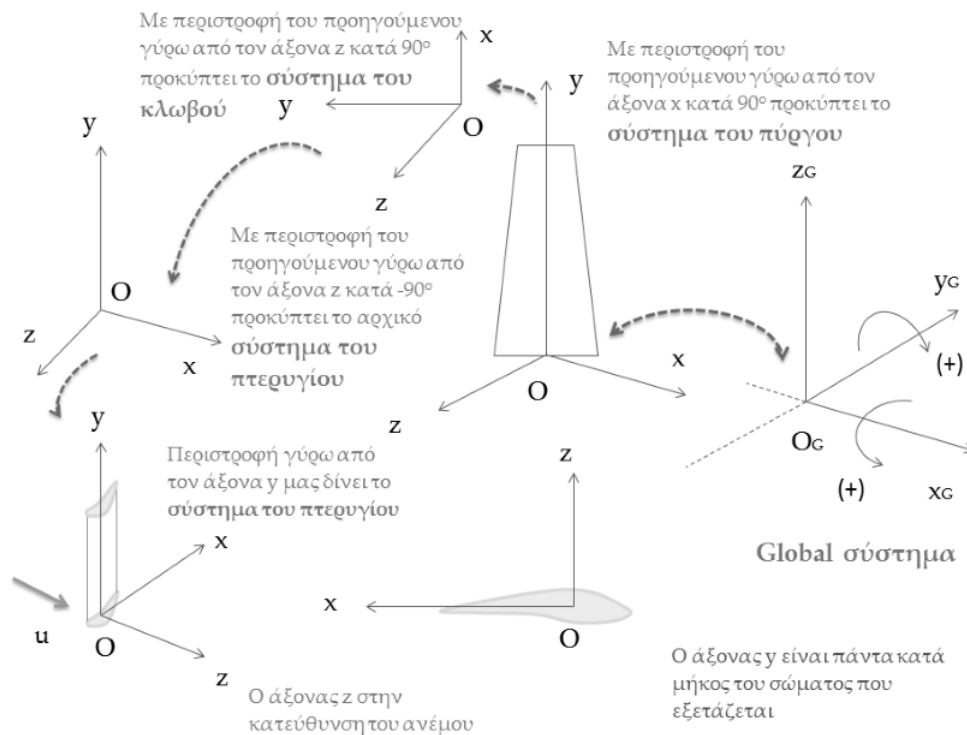 Με περιστροφή του προηγούμενου
γύρω από τον άξονα z κατά 90°
προκύπτει το σύστημα του
κλωβού
x
y
O
z
Με περιστροφή του
προηγούμενου γύρω από τον
άξονα x κατά 90° προκύπτει το
σύστημα του πύργου
y
x
O
z
zG
yG
(+)
OG
(+)
xG
Global σύστημα
y
O
z
x
Με περιστροφή του
προηγούμενου γύρω από
τον άξονα z κατά -90°
προκύπτει το αρχικό
σύστημα του
πτερυγίου
Περιστροφή γύρω από
τον άξονα y μας δίνει το
σύστημα του πτερυγίου
y
x
u
O
z
Ο άξονας z στην
κατεύθυνση του ανέμου
z
x
O
Ο άξονας y είναι πάντα κατά
μήκος του σώματος που
εξετάζεται